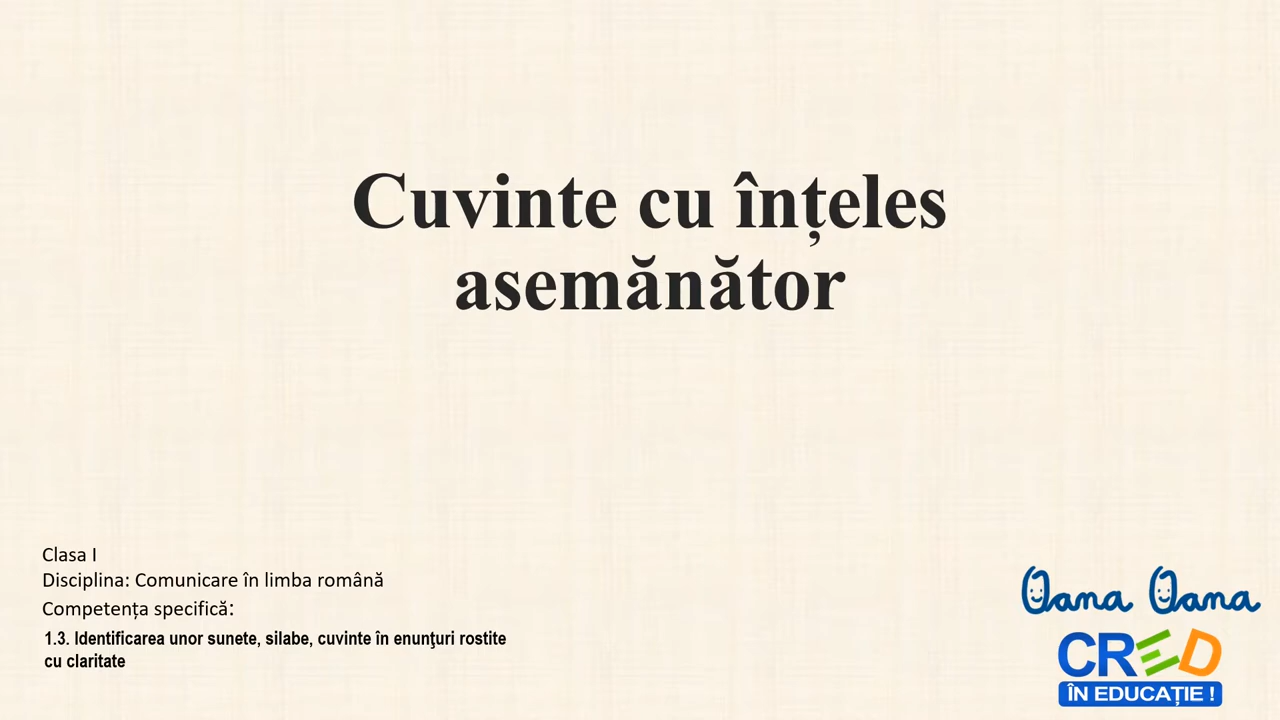 Cuvinte cu înțeles
asemănător
Clasa I
Disciplina: Comunicare în limba română
Competența specifică:
1.3. Identificarea unor sunete, silabe, cuvinte în enunţuri rostite
cu claritate
Oana Oana
CRED
ÎN EDUCAȚIE !